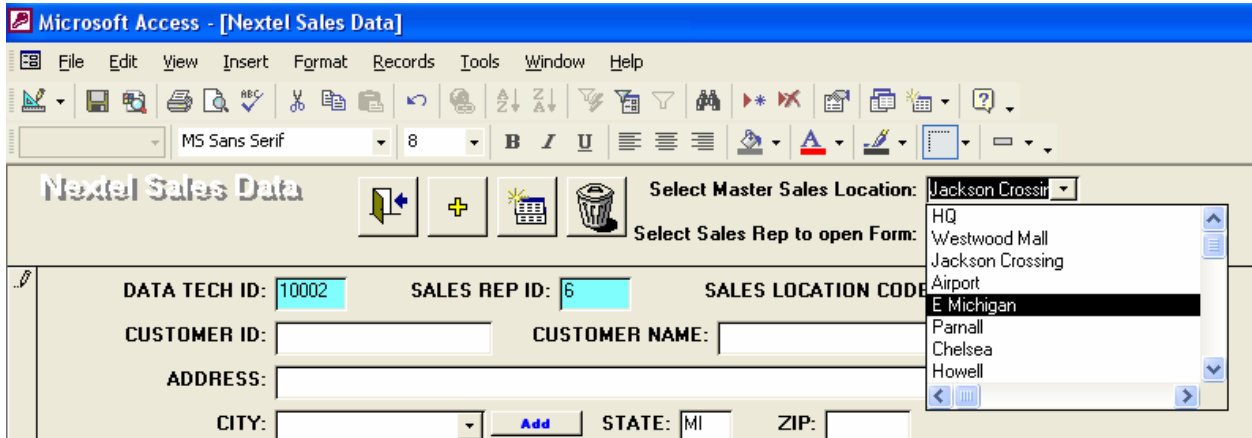 Microsoft Access - [Nextel Sales Data]
File Edit View Insert Format Records Tools Window Help
ABC
MS Sans Serif 8 B I U A
Nextel Sales Data
Select Master Sales Location: Jackson Crossin
Select Sales Rep to open Form:
HQ
Westwood Mall
Jackson Crossing
Airport
E Michigan
Parnall
Chelsea
Howell
DATA TECH ID: 10002 SALES REP ID: 6 SALES LOCATION CODE
CUSTOMER ID: CUSTOMER NAME:
ADDRESS:
CITY: Add STATE: MI ZIP: